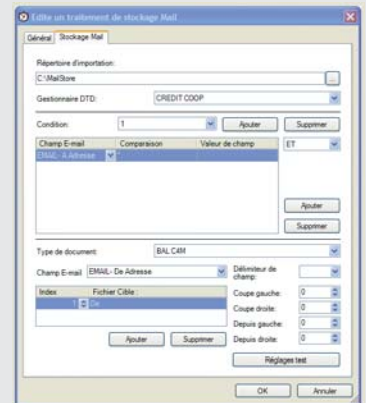 Edite un traitement de stockage Mail
Général Stockage Mail
Répertoire d'importation:
C:\MailStore ...
Gestionnaire DTD: CREDIT COOP
Condition: 1 Ajouter Supprimer
Champ E-mail Comparaison Valeur de champ ET
EMAIL- A Adresse
Ajouter
Supprimer
Type de document: BAL C4M
Champ E-mail EMAIL- De Adresse Délimiteur de champ:
Index Fichier Cible : Coupe gauche: 0
1 De Coupe droite: 0
Depuis gauche: 0
Ajouter Supprimer Depuis droite: 0
Réglages test
OK Annuler